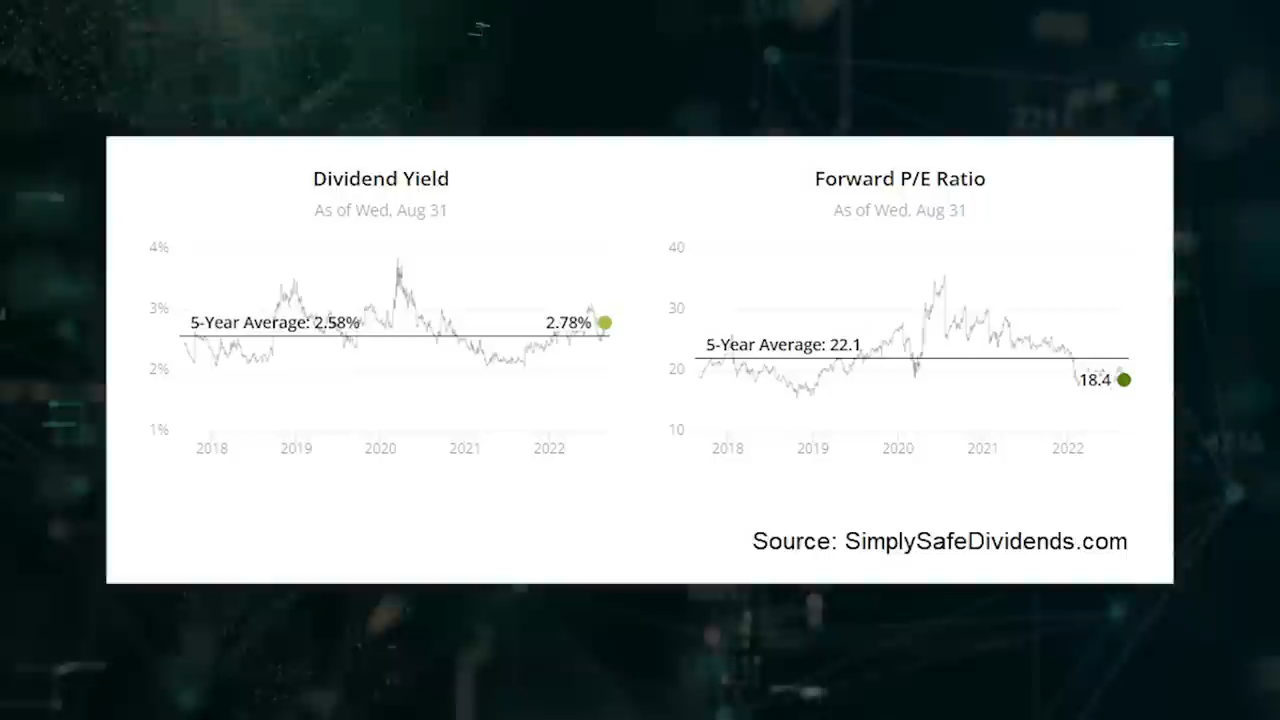 Dividend Yield
As of Wed, Aug 31
4%
3%
5-Year Average: 2.58%
2.78%
2%
1%
2018 2019 2020 2021 2022
Forward P/E Ratio
As of Wed, Aug 31
40
30
5-Year Average: 22.1
20
18.4
10
2018 2019 2020 2021 2022
Source: SimplySafeDividends.com